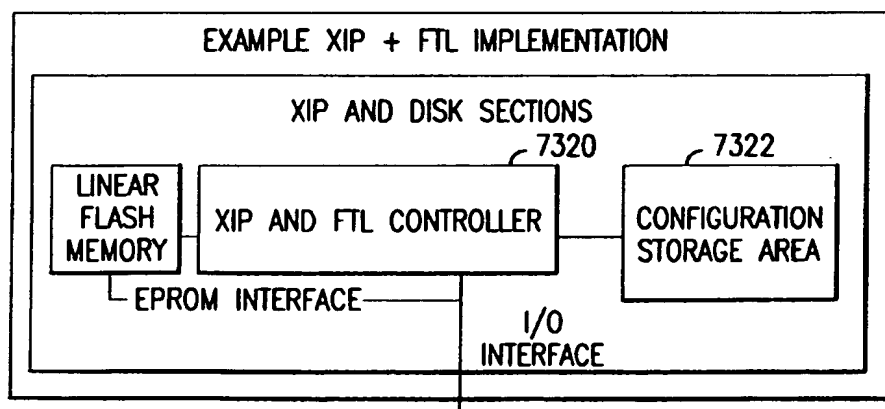 EXAMPLE XIP + FTL IMPLEMENTATION
XIP AND DISK SECTIONS
7320
7322
LINEAR
FLASH
MEMORY
XIP AND FTL CONTROLLER
CONFIGURATION
STORAGE AREA
EPROM INTERFACE
I/O
INTERFACE